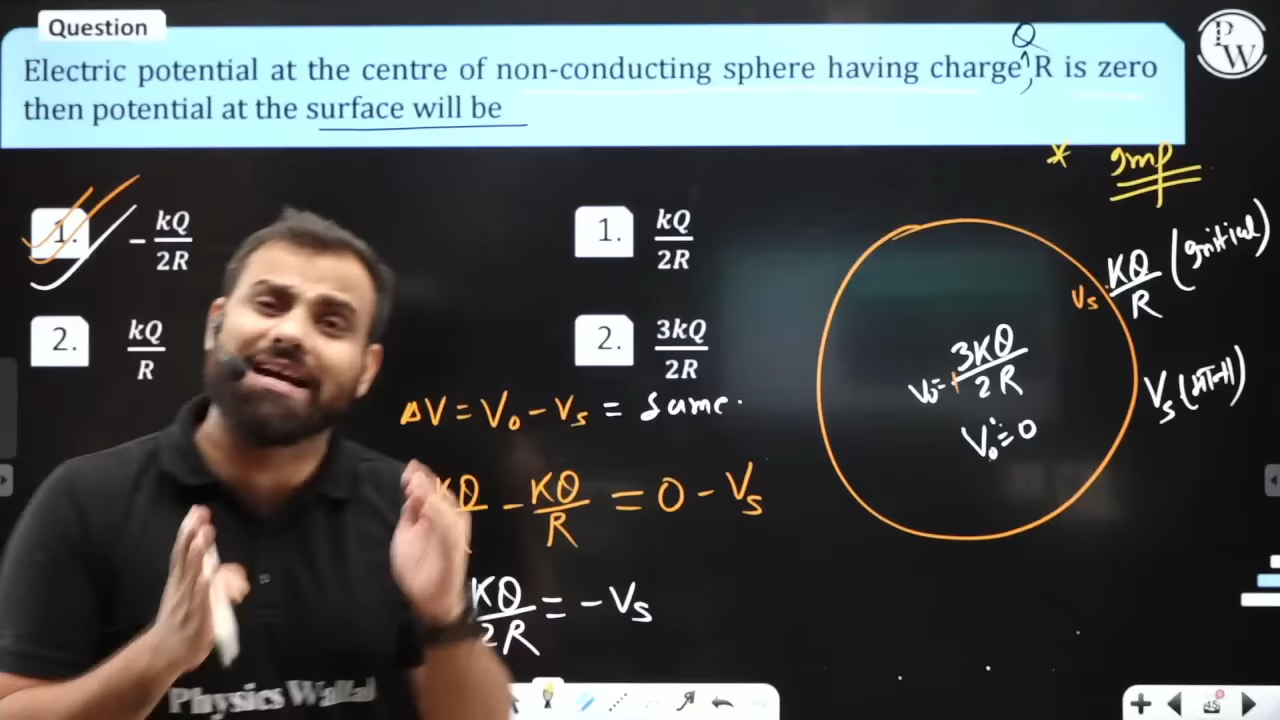 Question
Q
Electric potential at the centre of non-conducting sphere having charge, R is zero
then potential at the surface will be
PW
* Imp
1. -kQ/2R
1. kQ/2R
2. kQ/R
2. 3kQ/2R
KQ/R (Initial)
Vs
V₀ = 3KQ/2R
V₀ = 0
ΔV = V₀ - Vs = Same.
KQ - KQ/R = 0 - Vs
KQ/2R = -Vs
Physics Wallah
45